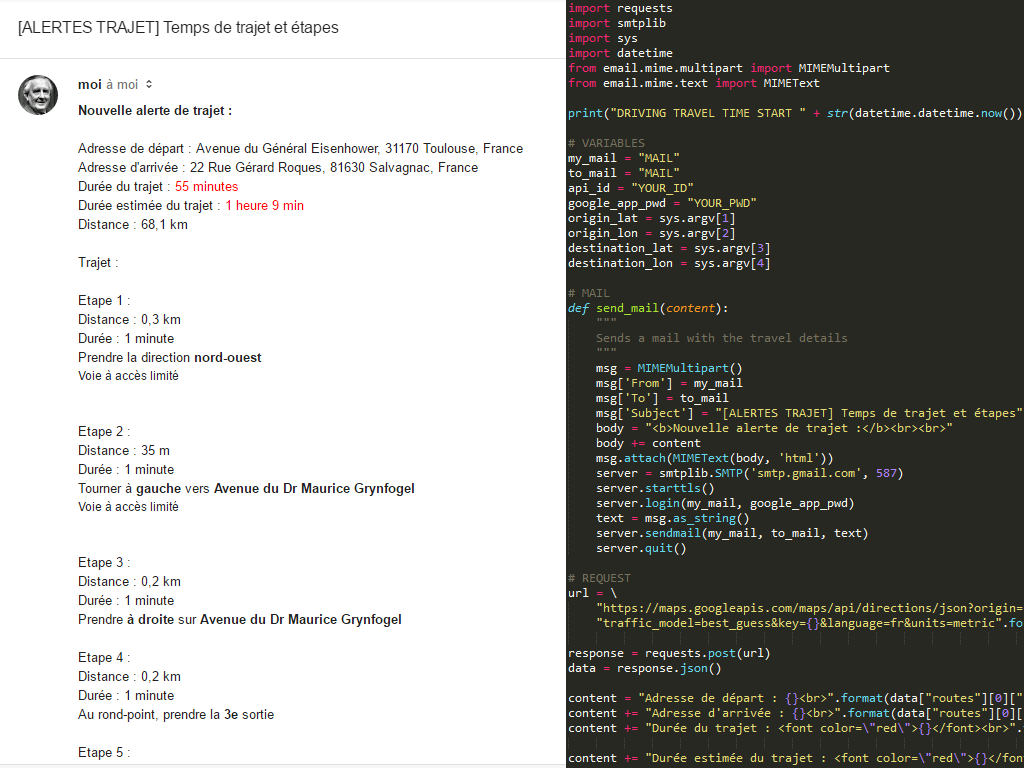 [ALERTES TRAJET] Temps de trajet et étapes
moi à moi
Nouvelle alerte de trajet :
Adresse de départ : Avenue du Général Eisenhower, 31170 Toulouse, France
Adresse d'arrivée : 22 Rue Gérard Roques, 81630 Salvagnac, France
Durée du trajet : 55 minutes
Durée estimée du trajet : 1 heure 9 min
Distance : 68,1 km
Trajet :
Etape 1 :
Distance : 0,3 km
Durée : 1 minute
Prendre la direction nord-ouest
Voie à accès limité
Etape 2 :
Distance : 35 m
Durée : 1 minute
Tourner à gauche vers Avenue du Dr Maurice Grynfogel
Voie à accès limité
Etape 3 :
Distance : 0,2 km
Durée : 1 minute
Prendre à droite sur Avenue du Dr Maurice Grynfogel
Etape 4 :
Distance : 0,2 km
Durée : 1 minute
Au rond-point, prendre la 3e sortie
Etape 5 :
import requests
import smtplib
import sys
import datetime
from email.mime.multipart import MIMEMultipart
from email.mime.text import MIMEText
print("DRIVING TRAVEL TIME START " + str(datetime.datetime.now())
# VARIABLES
my_mail = "MAIL"
to_mail = "MAIL"
api_id = "YOUR_ID"
google_app_pwd = "YOUR_PWD"
origin_lat = sys.argv[1]
origin_lon = sys.argv[2]
destination_lat = sys.argv[3]
destination_lon = sys.argv[4]
# MAIL
def send_mail(content):
"""
Sends a mail with the travel details
"""
msg = MIMEMultipart()
msg['From'] = my_mail
msg['To'] = to_mail
msg['Subject'] = "[ALERTES TRAJET] Temps de trajet et étapes"
body = "<b>Nouvelle alerte de trajet :</b><br><br>"
body += content
msg.attach(MIMEText(body, 'html'))
server = smtplib.SMTP('smtp.gmail.com', 587)
server.starttls()
server.login(my_mail, google_app_pwd)
text = msg.as_string()
server.sendmail(my_mail, to_mail, text)
server.quit()
# REQUEST
url = \
"https://maps.googleapis.com/maps/api/directions/json?origin=
"traffic_model=best_guess&key={}&language=fr&units=metric".fo
response = requests.post(url)
data = response.json()
content = "Adresse de départ : {}<br>".format(data["routes"][0]["
content += "Adresse d'arrivée : {}<br>".format(data["routes"][0][
content += "Durée du trajet : <font color=\"red\">{}</font><br>".
content += "Durée estimée du trajet : <font color=\"red\">{}</fon